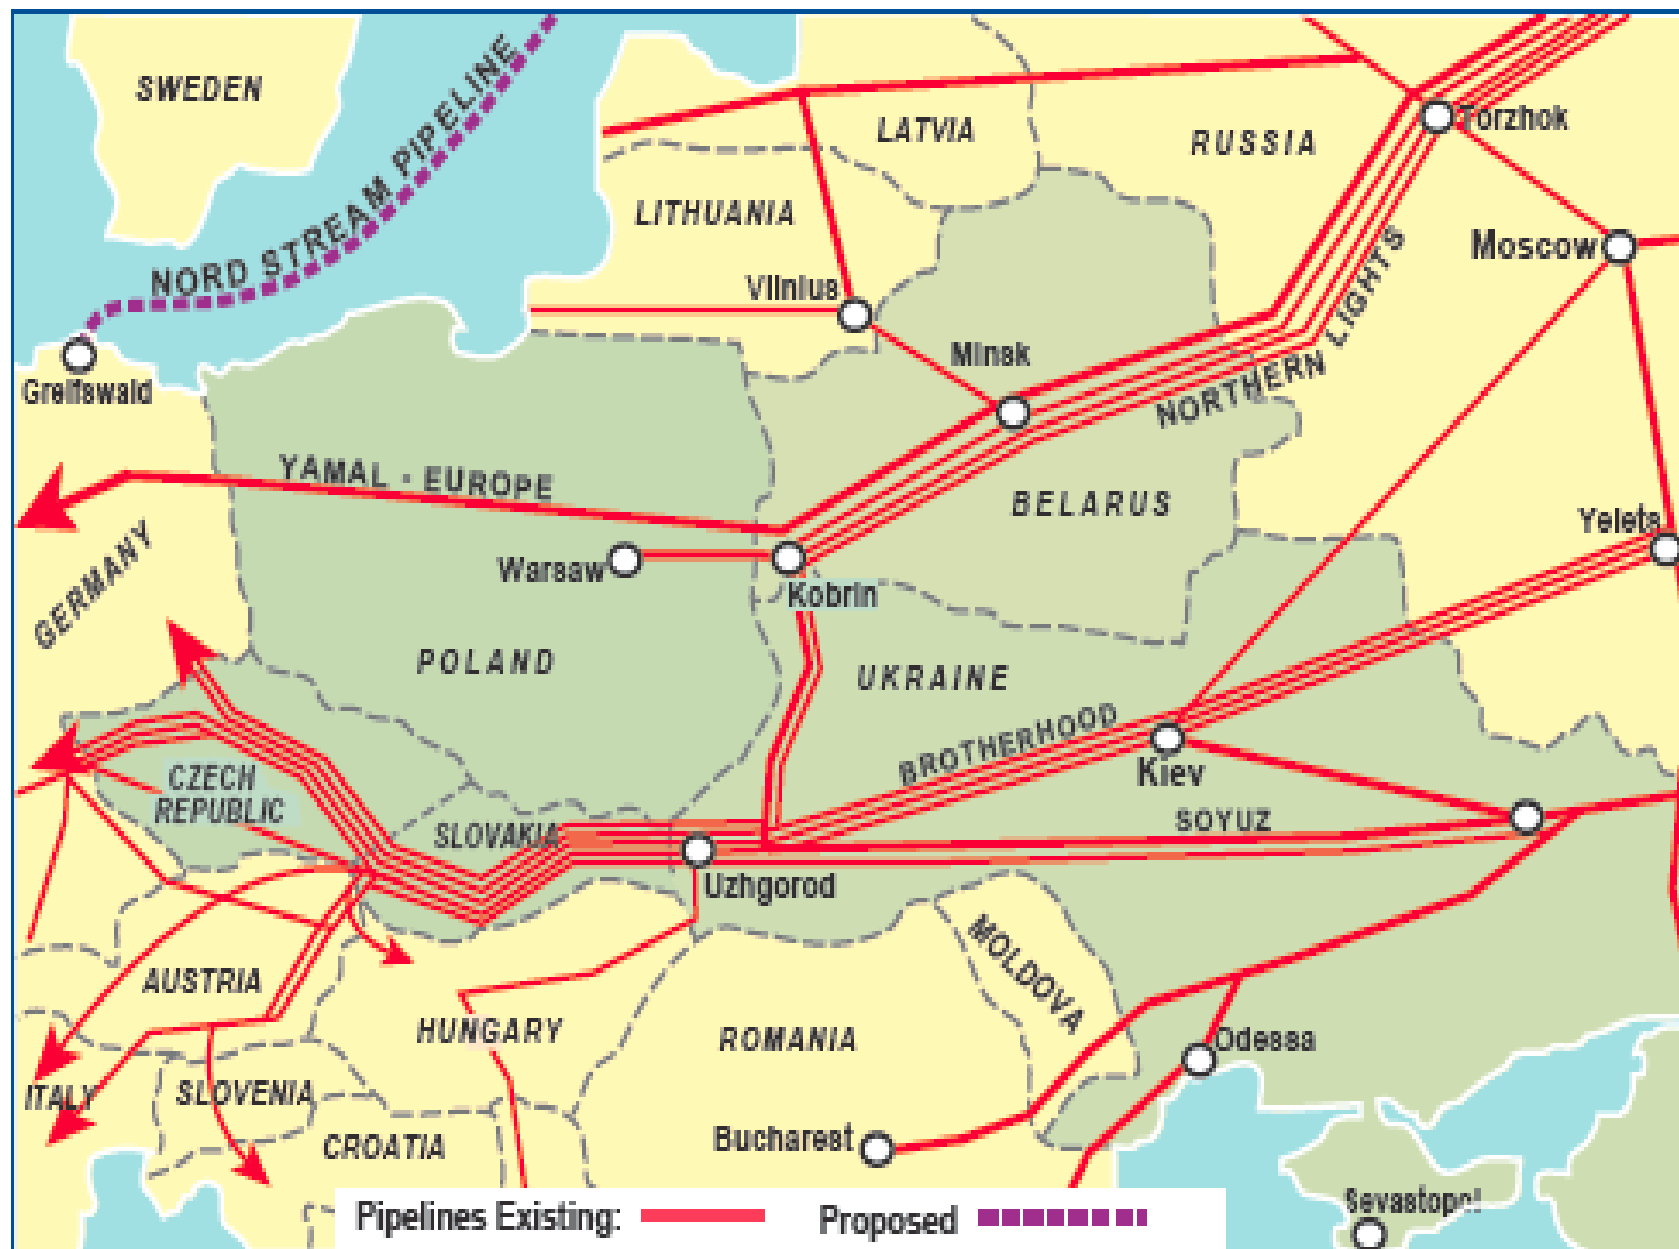 SWEDEN
NORD STREAM PIPELINE
LATVIA
RUSSIA
Torzhok
LITHUANIA
Moscow
Vilnius
Minsk
NORTHERN LIGHTS
Greifswald
YAMAL - EUROPE
BELARUS
Yelets
GERMANY
Warsaw
Kobrin
POLAND
UKRAINE
BROTHERHOOD
Kiev
CZECH
REPUBLIC
SLOVAKIA
SOYUZ
Uzhgorod
MOLDOVA
AUSTRIA
HUNGARY
ROMANIA
Odessa
ITALY
SLOVENIA
CROATIA
Bucharest
Sevastopol
Pipelines Existing:
Proposed